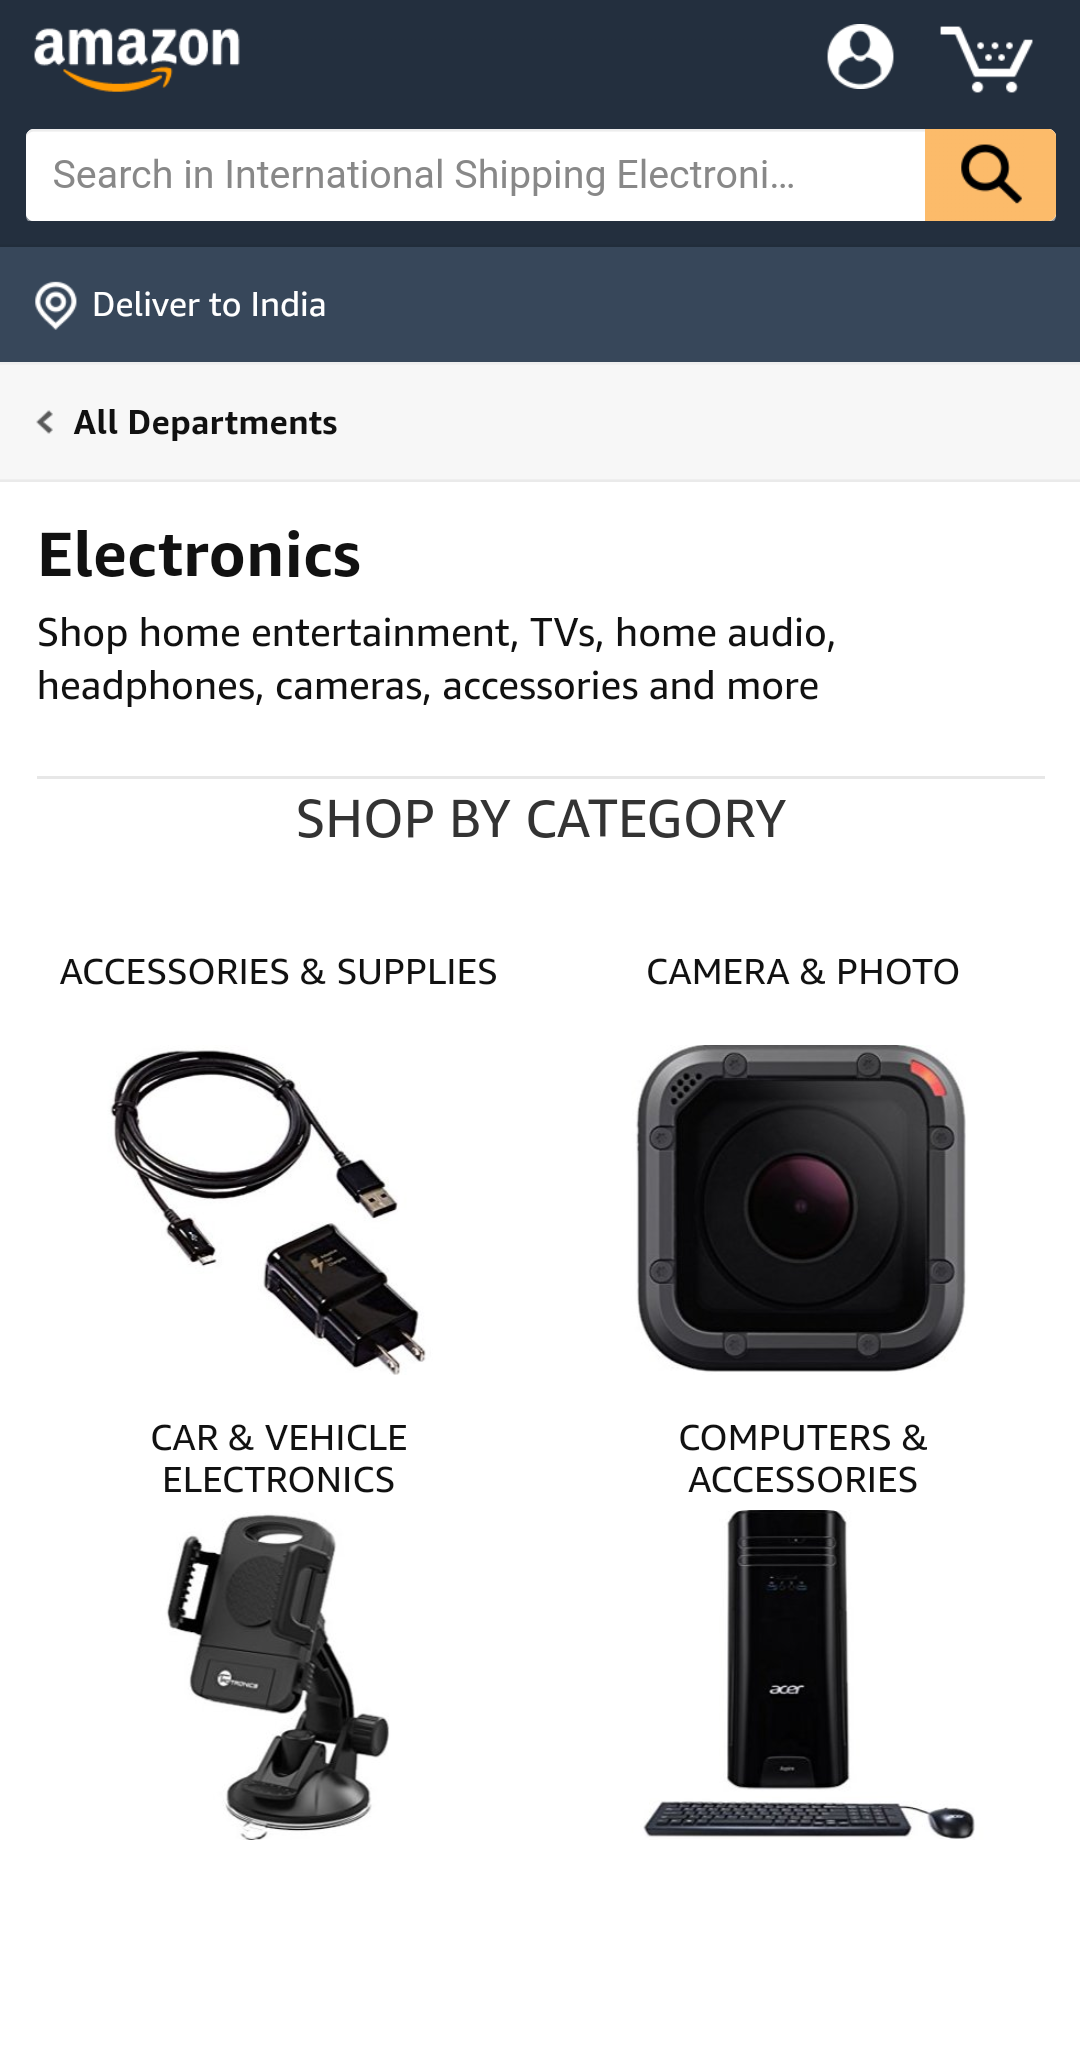 amazon
Search in International Shipping Electroni...
Deliver to India
All Departments
Electronics
Shop home entertainment, TVs, home audio,
headphones, cameras, accessories and more
SHOP BY CATEGORY
ACCESSORIES & SUPPLIES
CAMERA & PHOTO
CAR & VEHICLE
ELECTRONICS
COMPUTERS &
ACCESSORIES
TRONICS
acer